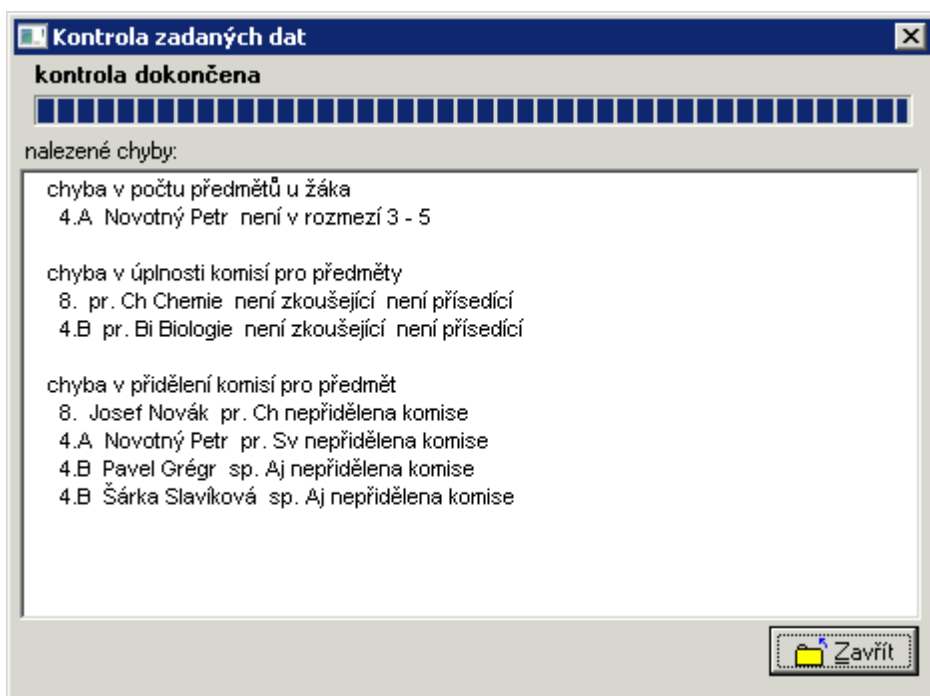 Kontrola zadaných dat
kontrola dokončena
nalezené chyby:
chyba v počtu předmětů u žáka
4.A Novotný Petr není v rozmezí 3 - 5
chyba v úplnosti komisí pro předměty
8. pr. Ch Chemie není zkoušející není přísedící
4.B pr. Bi Biologie není zkoušející není přísedící
chyba v přidělení komisí pro předmět
8. Josef Novák pr. Ch nepřidělena komise
4.A Novotný Petr pr. Sv nepřidělena komise
4.B Pavel Grégr sp. Aj nepřidělena komise
4.B Šárka Slavíková sp. Aj nepřidělena komise
Zavřít